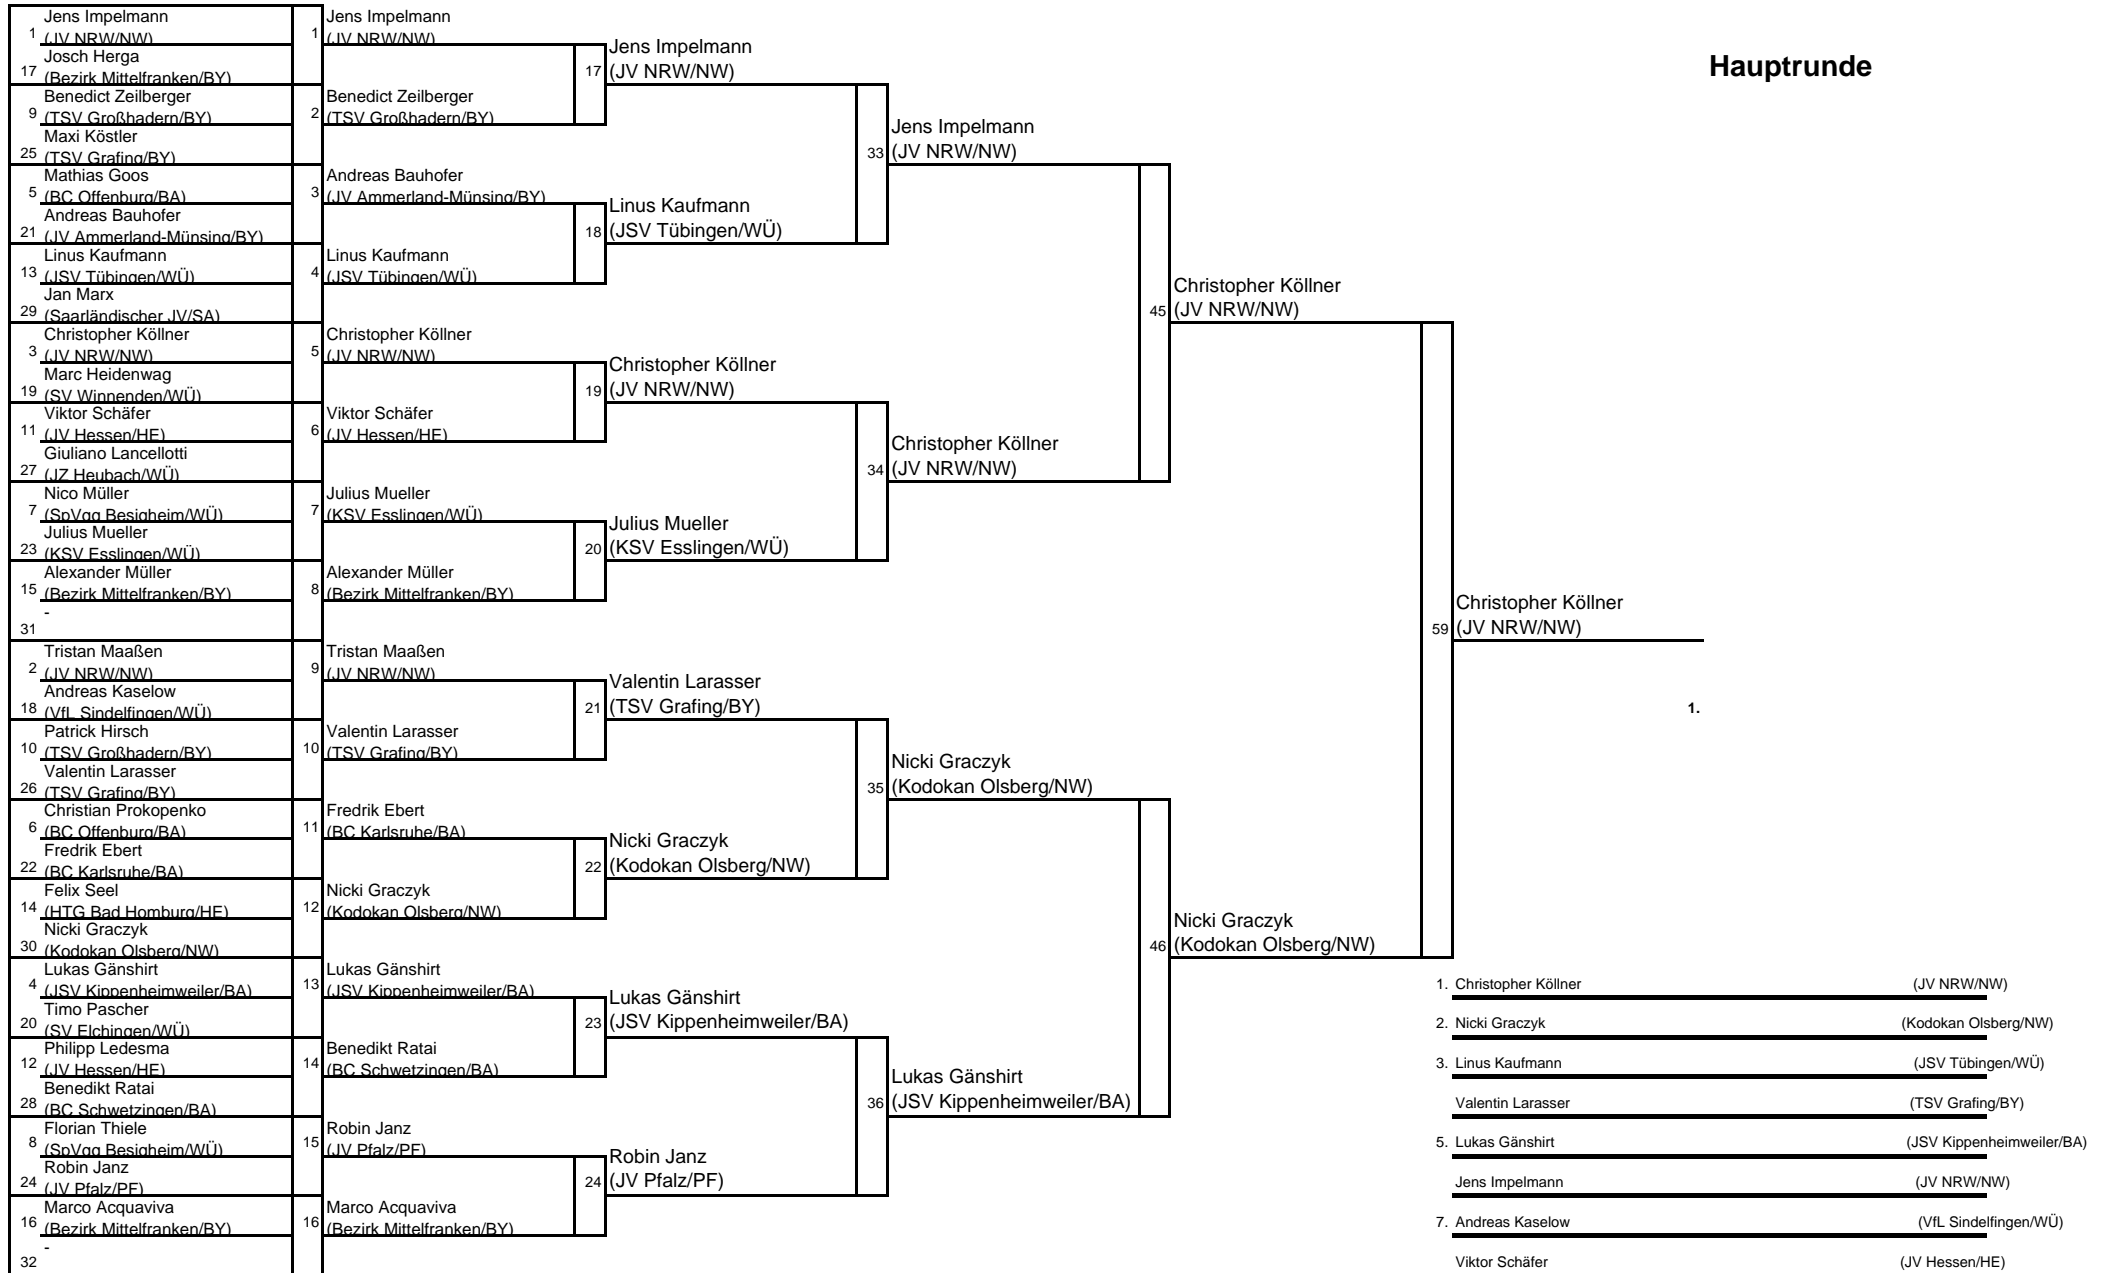 Hauptrunde
1 Jens Impelmann
(JV NRW/NW)
17 Josch Herga
(Bezirk Mittelfranken/BY)
9 Benedict Zeilberger
(TSV Großhadern/BY)
25 Maxi Köstler
(TSV Grafing/BY)
5 Mathias Goos
(BC Offenburg/BA)
21 Andreas Bauhofer
(JV Ammerland-Münsing/BY)
13 Linus Kaufmann
(JSV Tübingen/WÜ)
29 Jan Marx
(Saarländischer JV/SA)
3 Christopher Köllner
(JV NRW/NW)
19 Marc Heidenwag
(SV Winnenden/WÜ)
11 Viktor Schäfer
(JV Hessen/HE)
27 Giuliano Lancellotti
(JZ Heubach/WÜ)
7 Nico Müller
(SpVgg Besigheim/WÜ)
23 Julius Mueller
(KSV Esslingen/WÜ)
15 Alexander Müller
(Bezirk Mittelfranken/BY)
31 -
2 Tristan Maaßen
(JV NRW/NW)
18 Andreas Kaselow
(VfL Sindelfingen/WÜ)
10 Patrick Hirsch
(TSV Großhadern/BY)
26 Valentin Larasser
(TSV Grafing/BY)
6 Christian Prokopenko
(BC Offenburg/BA)
22 Fredrik Ebert
(BC Karlsruhe/BA)
14 Felix Seel
(HTG Bad Homburg/HE)
30 Nicki Graczyk
(Kodokan Olsberg/NW)
4 Lukas Gänshirt
(JSV Kippenheimweiler/BA)
20 Timo Pascher
(SV Elchingen/WÜ)
12 Philipp Ledesma
(JV Hessen/HE)
28 Benedikt Ratai
(BC Schwetzingen/BA)
8 Florian Thiele
(SpVgg Besigheim/WÜ)
24 Robin Janz
(JV Pfalz/PF)
16 Marco Acquaviva
(Bezirk Mittelfranken/BY)
32 -
1 Jens Impelmann
(JV NRW/NW)
2 Benedict Zeilberger
(TSV Großhadern/BY)
3 Andreas Bauhofer
(JV Ammerland-Münsing/BY)
4 Linus Kaufmann
(JSV Tübingen/WÜ)
5 Christopher Köllner
(JV NRW/NW)
6 Viktor Schäfer
(JV Hessen/HE)
7 Julius Mueller
(KSV Esslingen/WÜ)
8 Alexander Müller
(Bezirk Mittelfranken/BY)
9 Tristan Maaßen
(JV NRW/NW)
10 Valentin Larasser
(TSV Grafing/BY)
11 Fredrik Ebert
(BC Karlsruhe/BA)
12 Nicki Graczyk
(Kodokan Olsberg/NW)
13 Lukas Gänshirt
(JSV Kippenheimweiler/BA)
14 Benedikt Ratai
(BC Schwetzingen/BA)
15 Robin Janz
(JV Pfalz/PF)
16 Marco Acquaviva
(Bezirk Mittelfranken/BY)
17 Jens Impelmann
(JV NRW/NW)
18 Linus Kaufmann
(JSV Tübingen/WÜ)
19 Christopher Köllner
(JV NRW/NW)
20 Julius Mueller
(KSV Esslingen/WÜ)
21 Valentin Larasser
(TSV Grafing/BY)
22 Nicki Graczyk
(Kodokan Olsberg/NW)
23 Lukas Gänshirt
(JSV Kippenheimweiler/BA)
24 Robin Janz
(JV Pfalz/PF)
33 Jens Impelmann
(JV NRW/NW)
34 Christopher Köllner
(JV NRW/NW)
35 Nicki Graczyk
(Kodokan Olsberg/NW)
36 Lukas Gänshirt
(JSV Kippenheimweiler/BA)
45 Christopher Köllner
(JV NRW/NW)
46 Nicki Graczyk
(Kodokan Olsberg/NW)
59 Christopher Köllner
(JV NRW/NW)
1.
1. Christopher Köllner (JV NRW/NW)
2. Nicki Graczyk (Kodokan Olsberg/NW)
3. Linus Kaufmann (JSV Tübingen/WÜ)
Valentin Larasser (TSV Grafing/BY)
5. Lukas Gänshirt (JSV Kippenheimweiler/BA)
Jens Impelmann (JV NRW/NW)
7. Andreas Kaselow (VfL Sindelfingen/WÜ)
Viktor Schäfer (JV Hessen/HE)